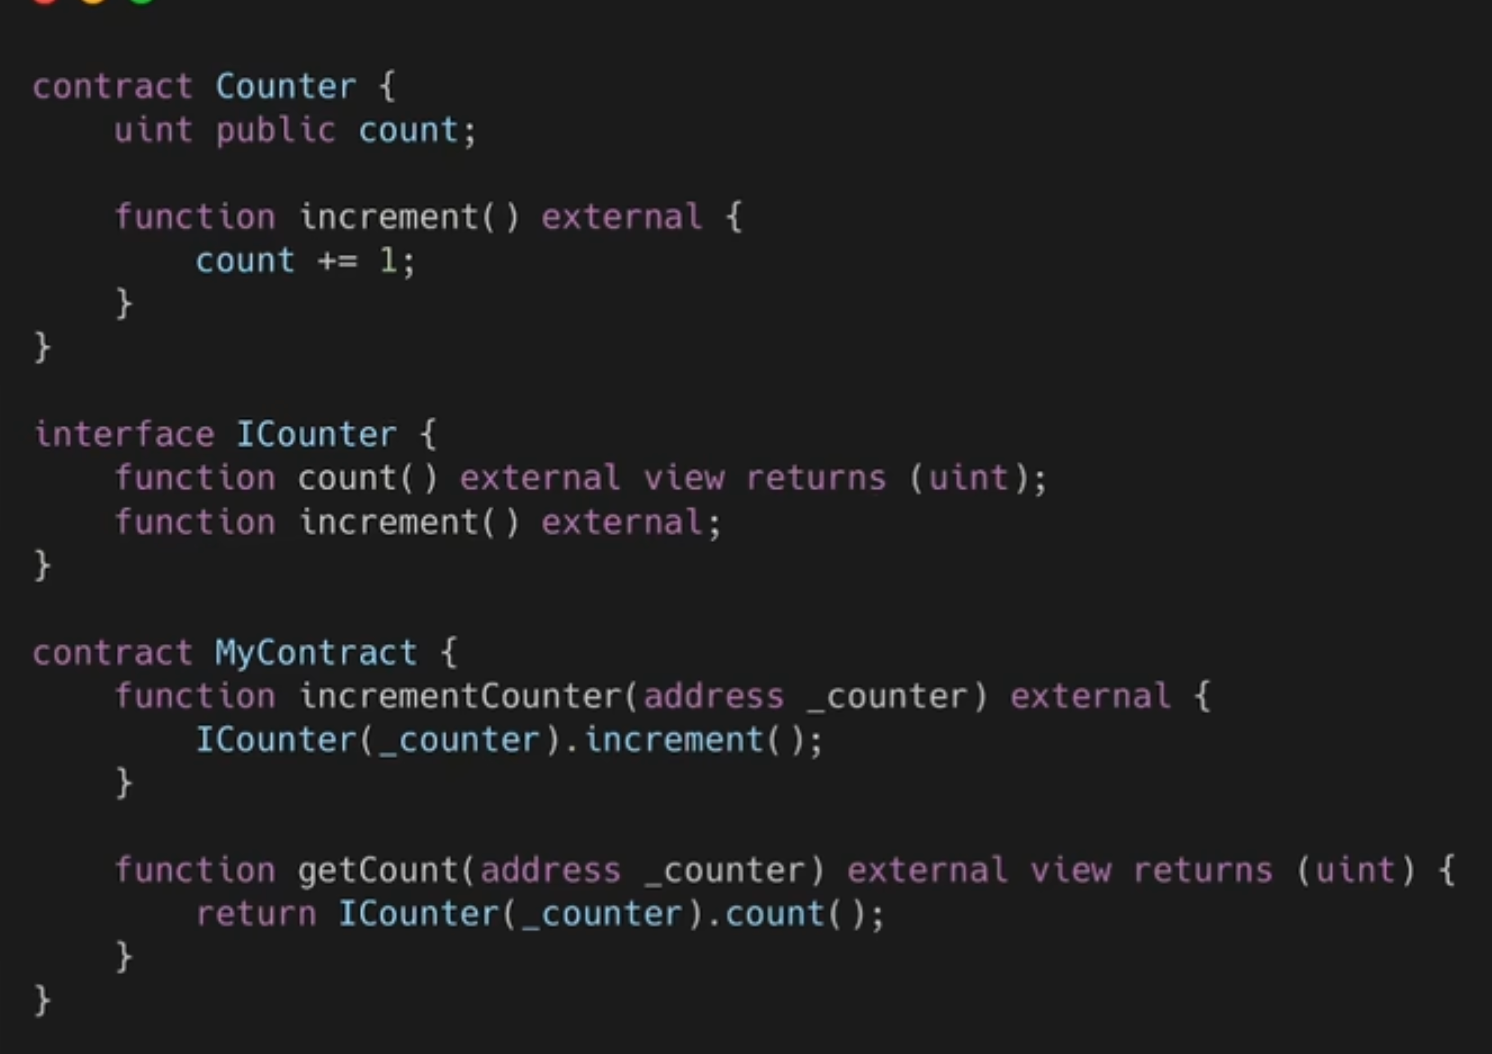 contract Counter {
    uint public count;

    function increment() external {
        count += 1;
    }
}

interface ICounter {
    function count() external view returns (uint);
    function increment() external;
}

contract MyContract {
    function incrementCounter(address _counter) external {
        ICounter(_counter).increment();
    }

    function getCount(address _counter) external view returns (uint) {
        return ICounter(_counter).count();
    }
}